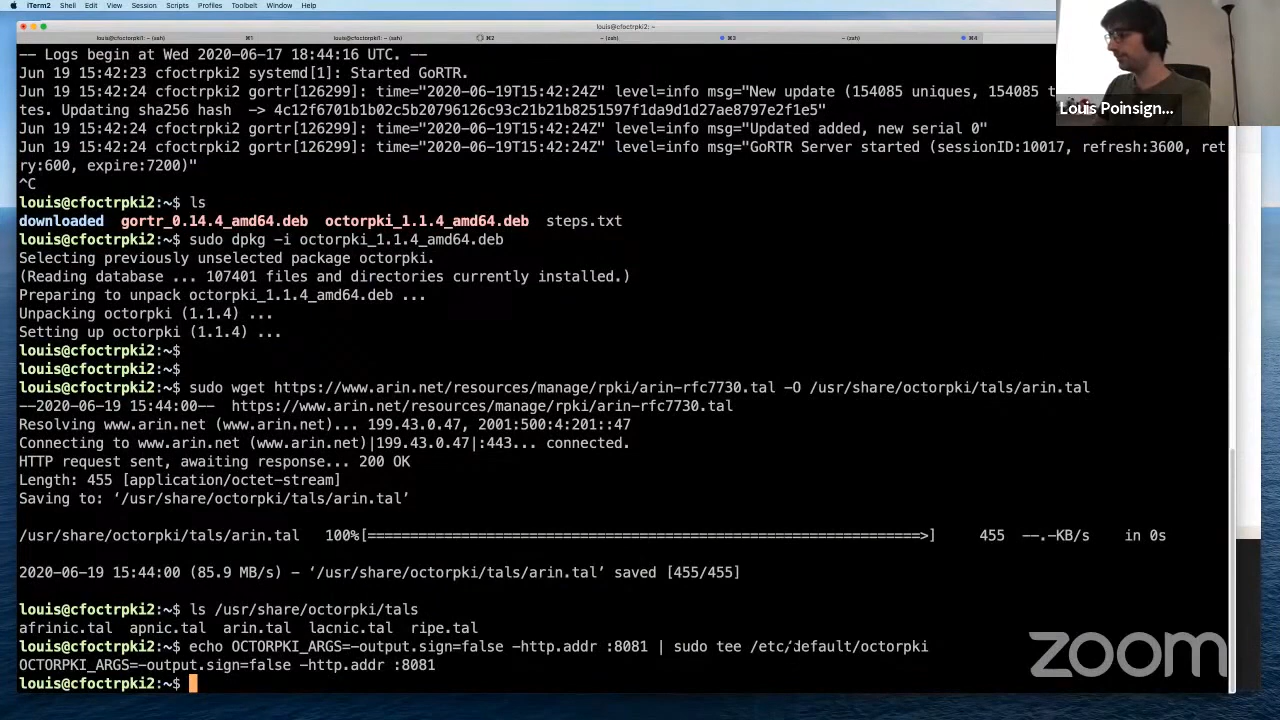 iTerm2 Shell Edit View Session Scripts Profiles Toolbelt Window Help
louis@cfoctrpki2: ~
louis@cfoctrpki1: ~ (ssh) ⌘1 louis@cfoctrpki1: ~ (ssh) ⌘2 ~ (zsh) ⌘3 ~ (zsh) ⌘4
-- Logs begin at Wed 2020-06-17 18:44:16 UTC. --
Jun 19 15:42:23 cfoctrpki2 systemd[1]: Started GoRTR.
Jun 19 15:42:24 cfoctrpki2 gortr[126299]: time="2020-06-19T15:42:24Z" level=info msg="New update (154085 uniques, 154085 t
tes. Updating sha256 hash  -> 4c12f6701b1b02c5b20796126c93c21b21b8251597f1da9d1d27ae8797e2f1e5"
Jun 19 15:42:24 cfoctrpki2 gortr[126299]: time="2020-06-19T15:42:24Z" level=info msg="Updated added, new serial 0"
Jun 19 15:42:24 cfoctrpki2 gortr[126299]: time="2020-06-19T15:42:24Z" level=info msg="GoRTR Server started (sessionID:10017, refresh:3600, ret
ry:600, expire:7200)"
^C
louis@cfoctrpki2:~$ ls
downloaded  gortr_0.14.4_amd64.deb  octorpki_1.1.4_amd64.deb  steps.txt
louis@cfoctrpki2:~$ sudo dpkg -i octorpki_1.1.4_amd64.deb
Selecting previously unselected package octorpki.
(Reading database ... 107401 files and directories currently installed.)
Preparing to unpack octorpki_1.1.4_amd64.deb ...
Unpacking octorpki (1.1.4) ...
Setting up octorpki (1.1.4) ...
louis@cfoctrpki2:~$
louis@cfoctrpki2:~$
louis@cfoctrpki2:~$ sudo wget https://www.arin.net/resources/manage/rpki/arin-rfc7730.tal -O /usr/share/octorpki/tals/arin.tal
--2020-06-19 15:44:00--  https://www.arin.net/resources/manage/rpki/arin-rfc7730.tal
Resolving www.arin.net (www.arin.net)... 199.43.0.47, 2001:500:4:201::47
Connecting to www.arin.net (www.arin.net)|199.43.0.47|:443... connected.
HTTP request sent, awaiting response... 200 OK
Length: 455 [application/octet-stream]
Saving to: ‘/usr/share/octorpki/tals/arin.tal’
/usr/share/octorpki/tals/arin.tal   100%[==================================================================>]     455  --.-KB/s    in 0s
2020-06-19 15:44:00 (85.9 MB/s) - ‘/usr/share/octorpki/tals/arin.tal’ saved [455/455]
louis@cfoctrpki2:~$ ls /usr/share/octorpki/tals
afrinic.tal  apnic.tal  arin.tal  lacnic.tal  ripe.tal
louis@cfoctrpki2:~$ echo OCTORPKI_ARGS=-output.sign=false -http.addr :8081 | sudo tee /etc/default/octorpki
OCTORPKI_ARGS=-output.sign=false -http.addr :8081
louis@cfoctrpki2:~$
Louis Poinsign...
zoom